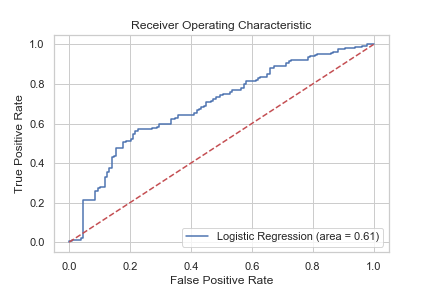 Receiver Operating Characteristic
True Positive Rate
1.0
0.8
0.6
0.4
0.2
0.0
Logistic Regression (area = 0.61)
0.0 0.2 0.4 0.6 0.8 1.0
False Positive Rate